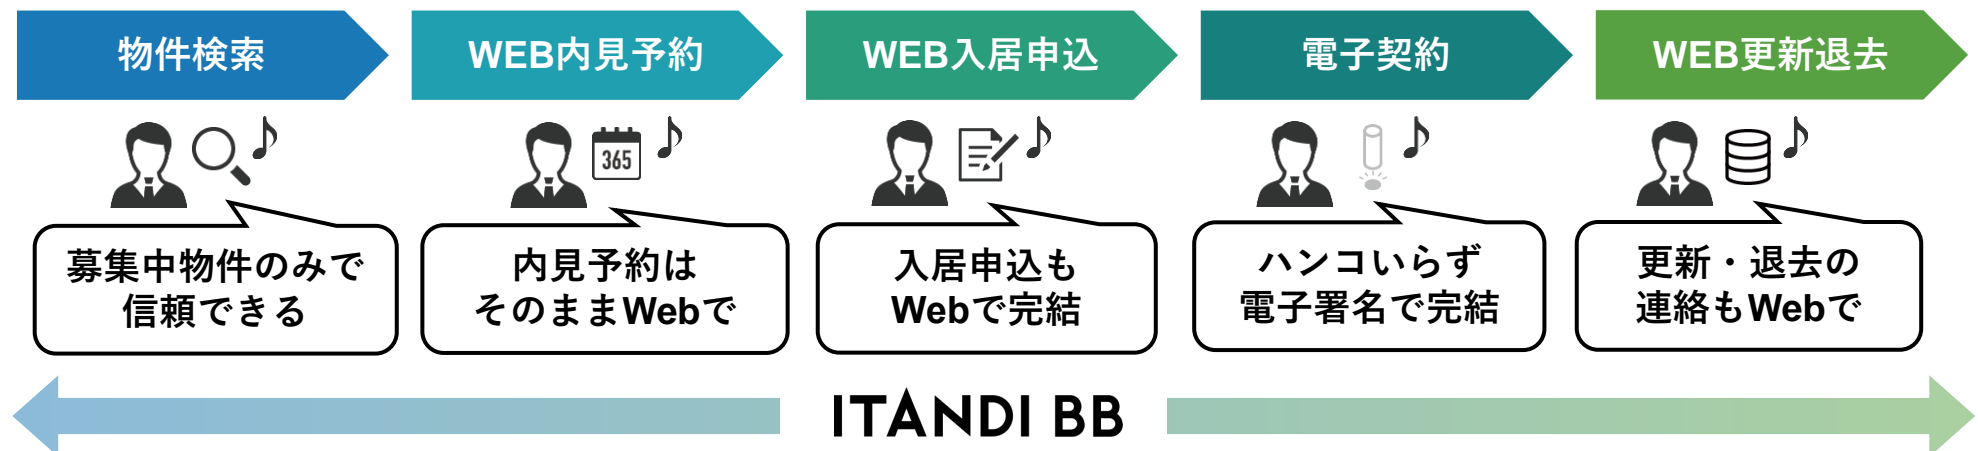 物件検索
WEB内見予約
WEB入居申込
電子契約
WEB更新退去
365
募集中物件のみで
信頼できる
内見予約は
そのままWebで
入居申込も
Webで完結
ハンコいらず
電子署名で完結
更新・退去の
連絡もWebで
ITANDI BB